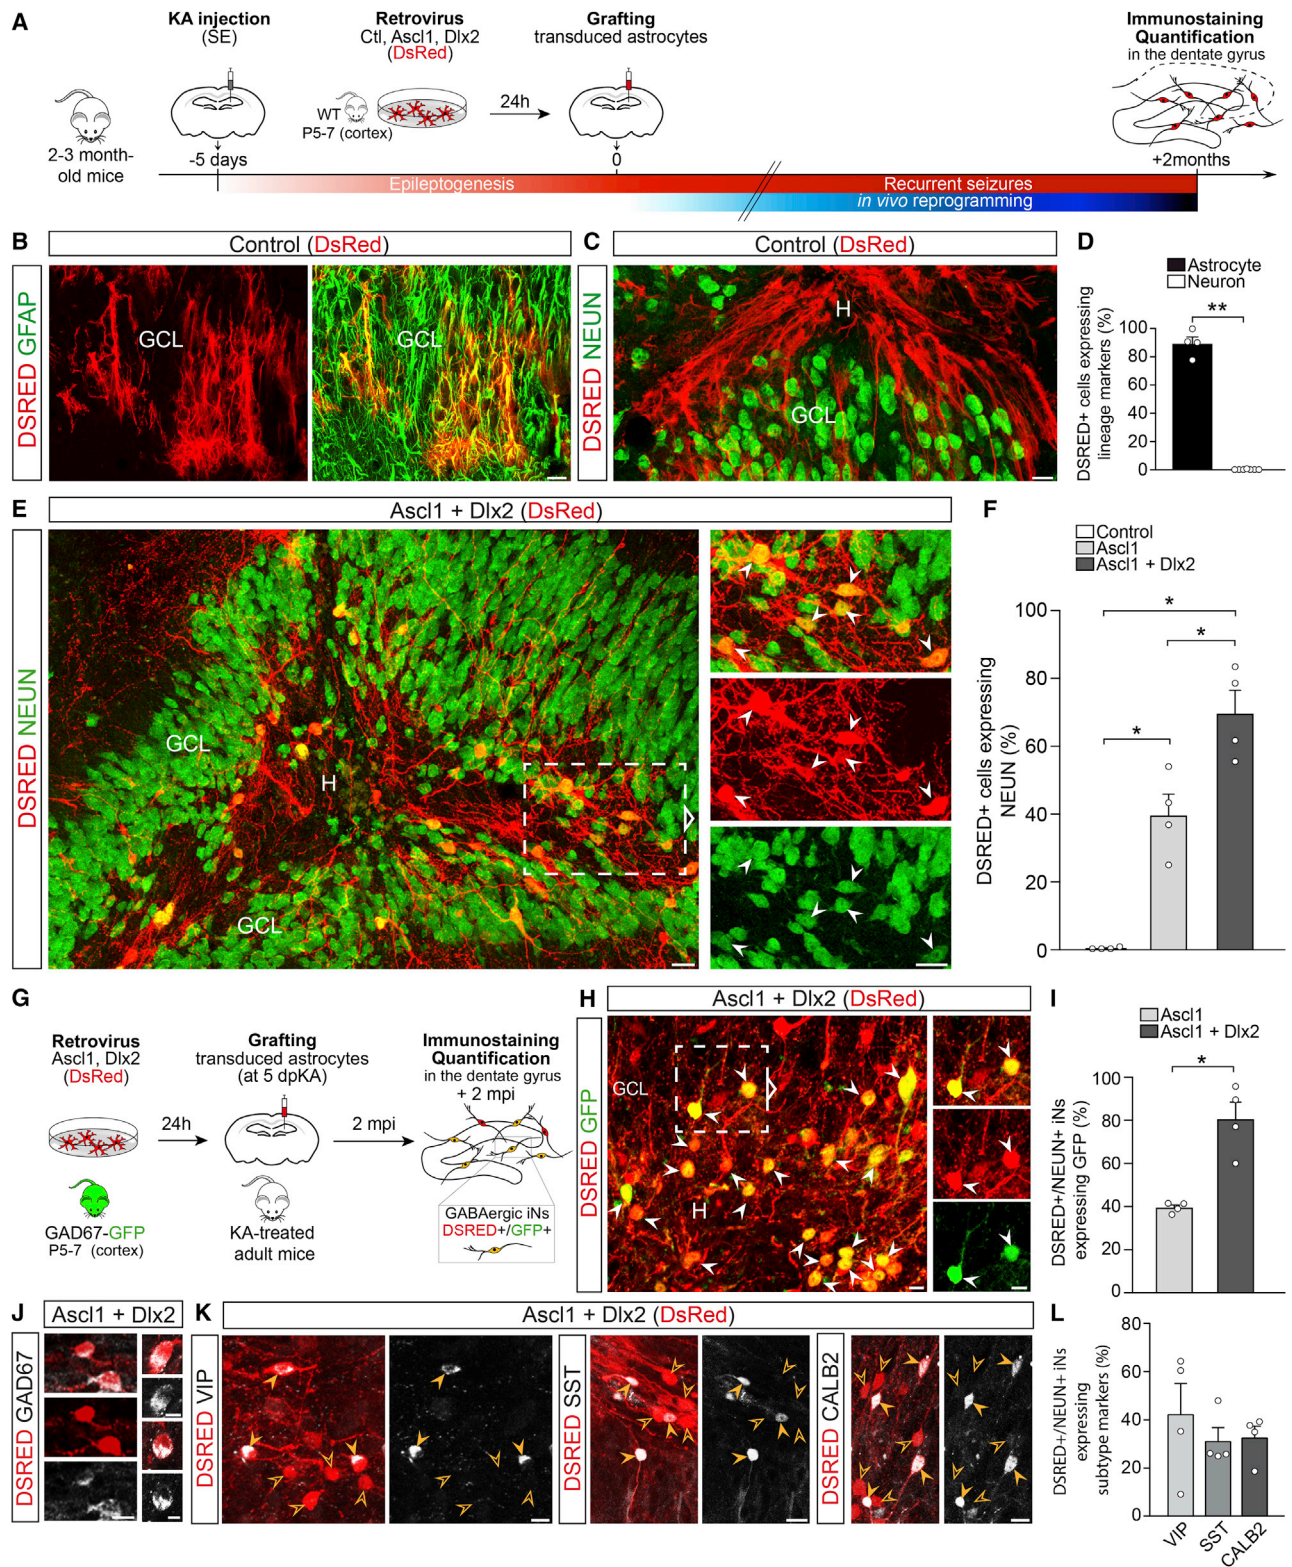 A
KA injection
(SE)
Retrovirus
Ctl, Ascl1, Dlx2
(DsRed)
Grafting
transduced astrocytes
Immunostaining
Quantification
in the dentate gyrus
WT
P5-7 (cortex)
24h
2-3 month-
old mice
-5 days
0
+2months
Epileptogenesis
Recurrent seizures
in vivo reprogramming
B
Control (DsRed)
DSRED GFAP
GCL
GCL
C
Control (DsRed)
DSRED NEUN
H
GCL
D
Astrocyte
Neuron
**
DSRED+ cells expressing
lineage markers (%)
100
80
60
40
20
0
E
Ascl1 + Dlx2 (DsRed)
DSRED NEUN
GCL
H
GCL
F
Control
Ascl1
Ascl1 + Dlx2
DSRED+ cells expressing
NEUN (%)
100
80
60
40
20
0
*
*
*
G
Retrovirus
Ascl1, Dlx2
(DsRed)
Grafting
transduced astrocytes
(at 5 dpKA)
Immunostaining
Quantification
in the dentate gyrus
+ 2 mpi
24h
2 mpi
GAD67-GFP
P5-7 (cortex)
KA-treated
adult mice
GABAergic iNs
DSRED+/GFP+
H
Ascl1 + Dlx2 (DsRed)
DSRED GFP
GCL
H
I
Ascl1
Ascl1 + Dlx2
*
DSRED+/NEUN+ iNs
expressing GFP (%)
100
80
60
40
20
0
J
Ascl1 + Dlx2
DSRED GAD67
K
Ascl1 + Dlx2 (DsRed)
DSRED VIP
DSRED SST
DSRED CALB2
L
DSRED+/NEUN+ iNs
expressing
subtype markers (%)
80
60
40
20
0
VIP
SST
CALB2